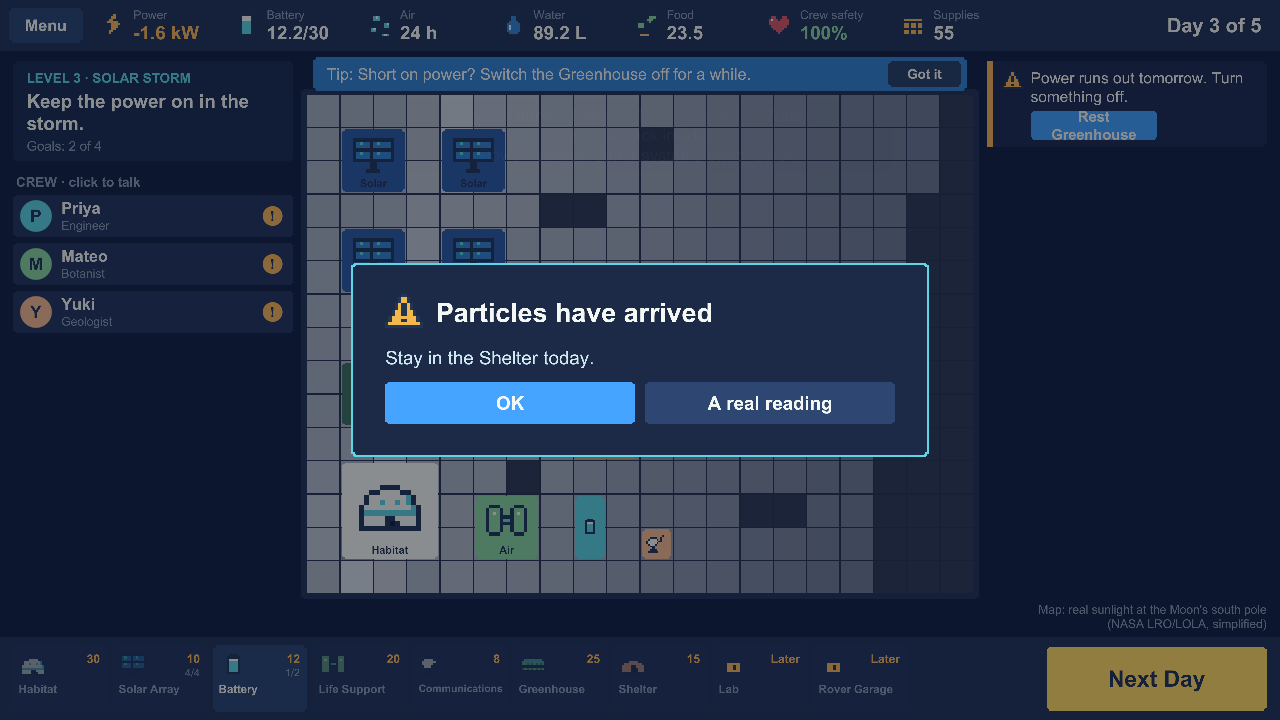 Menu
Power
-1.6 kW
Battery
12.2/30
Air
24 h
Water
89.2 L
Food
23.5
Crew safety
100%
Supplies
55
Day 3 of 5
LEVEL 3 · SOLAR STORM
Keep the power on in the
storm.
Goals: 2 of 4
CREW · click to talk
P
Priya
Engineer
!
M
Mateo
Botanist
!
Y
Yuki
Geologist
!
Tip: Short on power? Switch the Greenhouse off for a while.
Got it
Power runs out tomorrow. Turn
something off.
Rest
Greenhouse
Solar
Solar
Particles have arrived
Stay in the Shelter today.
OK
A real reading
Habitat
Air
Map: real sunlight at the Moon's south pole
(NASA LRO/LOLA, simplified)
30
Habitat
10
4/4
Solar Array
12
1/2
Battery
20
Life Support
8
Communications
25
Greenhouse
15
Shelter
Later
Lab
Later
Rover Garage
Next Day